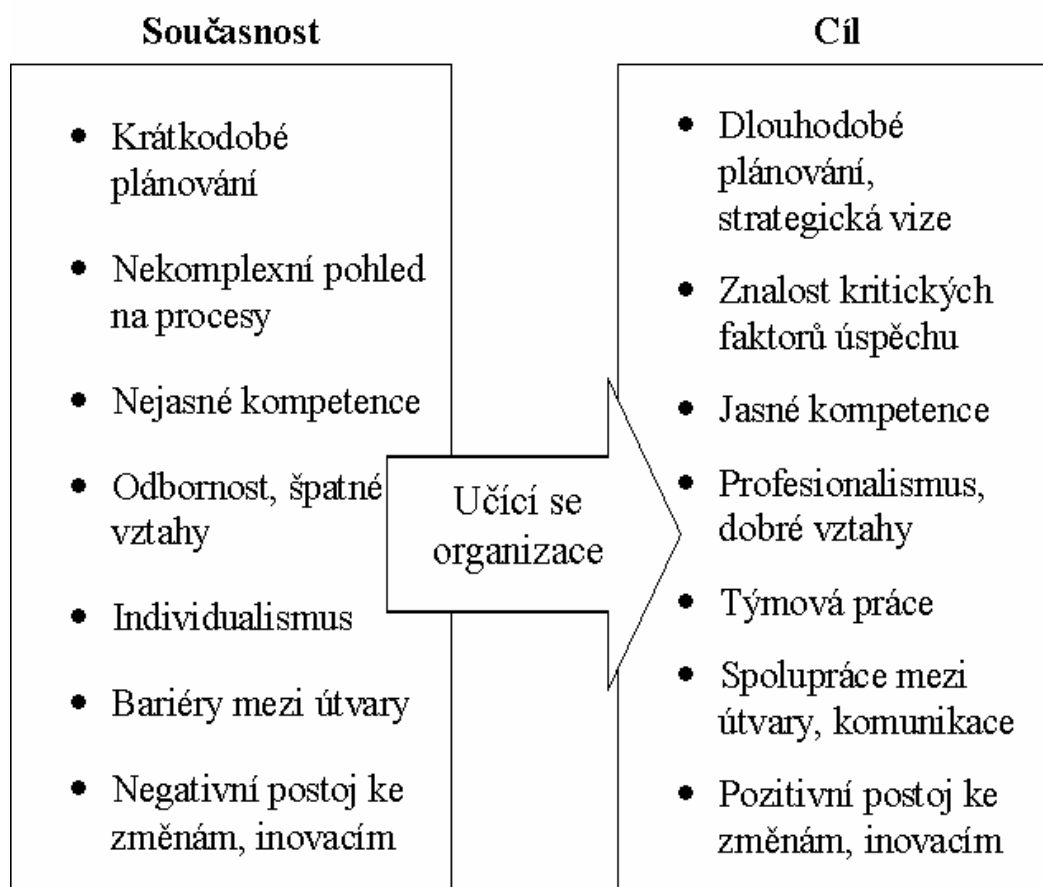 Současnost
• Krátkodobé
plánování
• Nekomplexní pohled
na procesy
• Nejasné kompetence
• Odbornost, špatné
vztahy
• Individualismus
• Bariéry mezi útvary
• Negativní postoj ke
změnám, inovacím
Učící se
organizace
Cíl
• Dlouhodobé
plánování,
strategická vize
• Znalost kritických
faktorů úspěchu
• Jasné kompetence
• Profesionalismus,
dobré vztahy
• Týmová práce
• Spolupráce mezi
útvary, komunikace
• Pozitivní postoj ke
změnám, inovacím